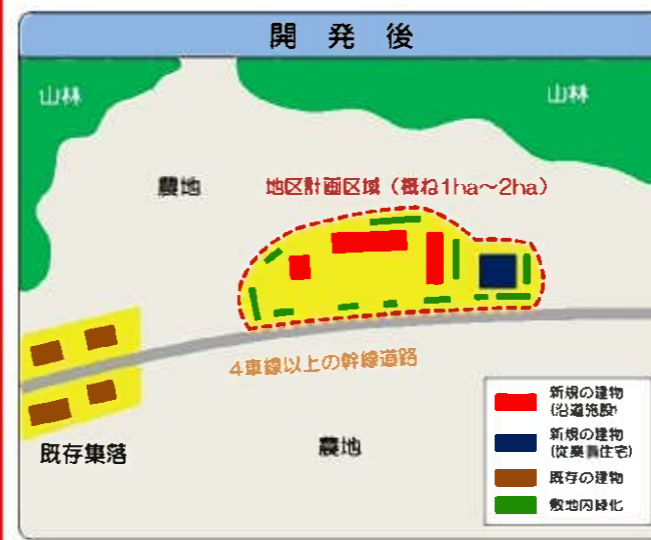 開発後
山林
山林
農地
地区計画区域（概ね1ha～2ha）
4車線以上の幹線道路
既存集落
農地
新規の建物
(沿道施設)
新規の建物
(従業員住宅)
既存の建物
敷地内緑化